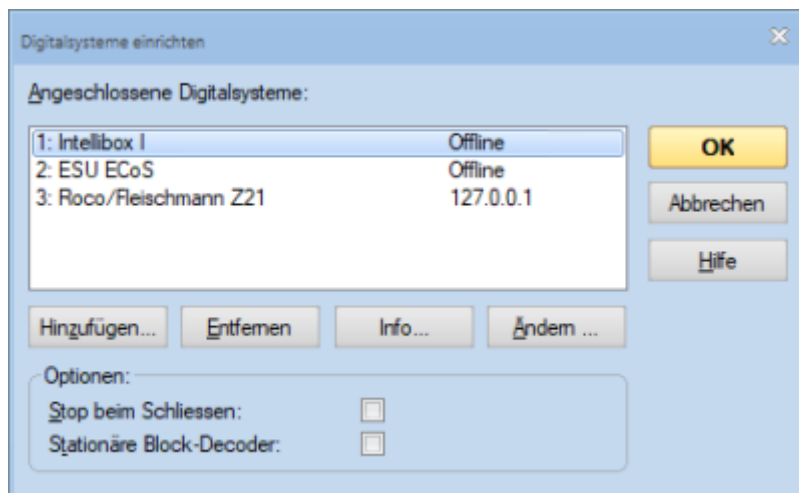 Digitalsysteme einrichten
Angeschlossene Digitalsysteme:
1: Intellibox I Offline
2: ESU ECoS Offline
3: Roco/Fleischmann Z21 127.0.0.1
OK
Abbrechen
Hilfe
Hinzufügen... Entfernen Info... Ändern ...
Optionen:
Stop beim Schliessen:
Stationäre Block-Decoder: